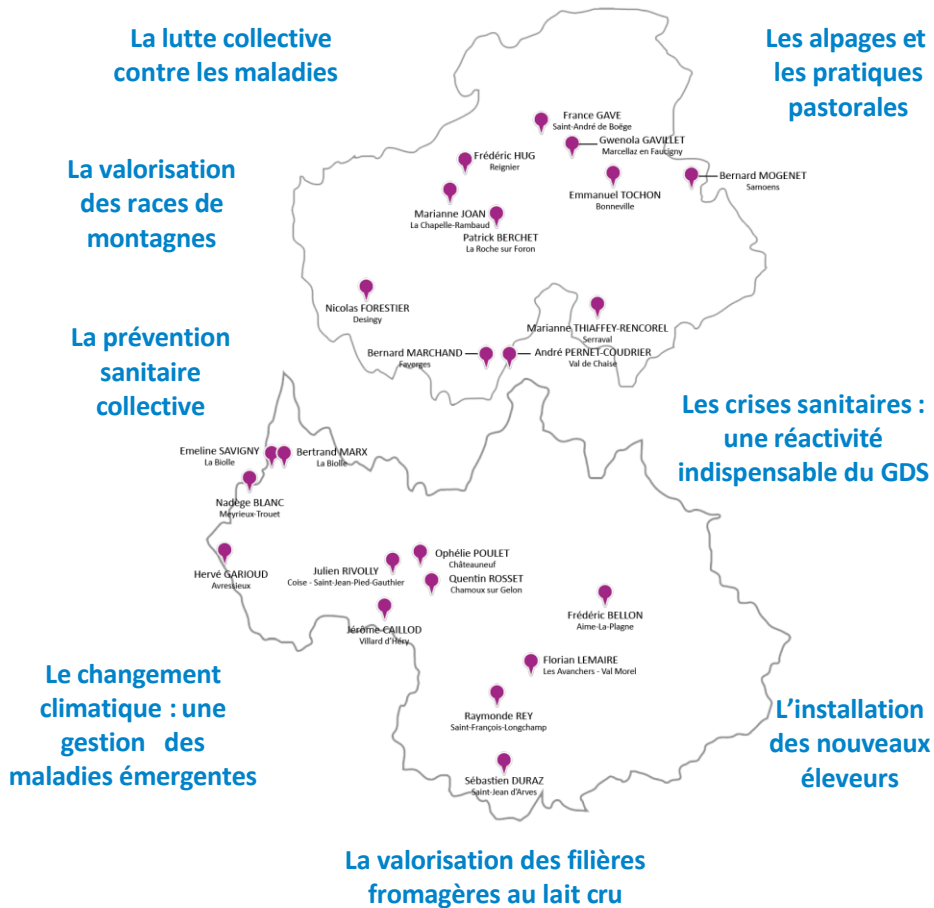 La lutte collective
contre les maladies
Les alpages et
les pratiques
pastorales
France GAVE
Saint-André de Boëge
Gwenola GAVILLET
Marcellaz en Faucigny
Frédéric HUG
Reignier
Bernard MOGENET
Samoens
Emmanuel TOCHON
Bonneville
La valorisation
des races de
montagnes
Marianne JOAN
La Chapelle-Rambaud
Patrick BERCHET
La Roche sur Foron
Nicolas FORESTIER
Desingy
Marianne THIAFFEY-RENCOREL
Serraval
La prévention
sanitaire
collective
Bernard MARCHAND
Faverges
André PERNET-COUDRIER
Val de Chaise
Les crises sanitaires :
une réactivité
indispensable du GDS
Emeline SAVIGNY
La Biolle
Bertrand MARX
La Biolle
Nadège BLANC
Meyrieux-Trouet
Hervé GARIOUD
Avressieux
Ophélie POULET
Châteauneuf
Julien RIVOLLY
Coise - Saint-Jean-Pied-Gauthier
Quentin ROSSET
Chamoux sur Gelon
Frédéric BELLON
Aime-La-Plagne
Jérôme CAILLOD
Villard d'Héry
Florian LEMAIRE
Les Avanchers - Val Morel
Le changement
climatique : une
gestion des
maladies émergentes
Raymonde REY
Saint-François-Longchamp
L'installation
des nouveaux
éleveurs
Sébastien DURAZ
Saint-Jean d'Arves
La valorisation des filières
fromagères au lait cru